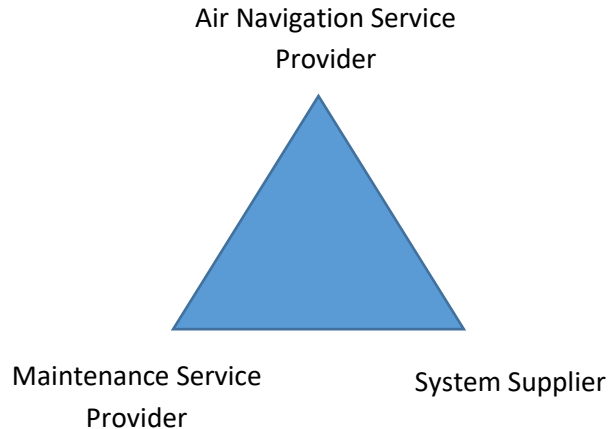 Air Navigation Service
Provider
Maintenance Service
Provider
System Supplier